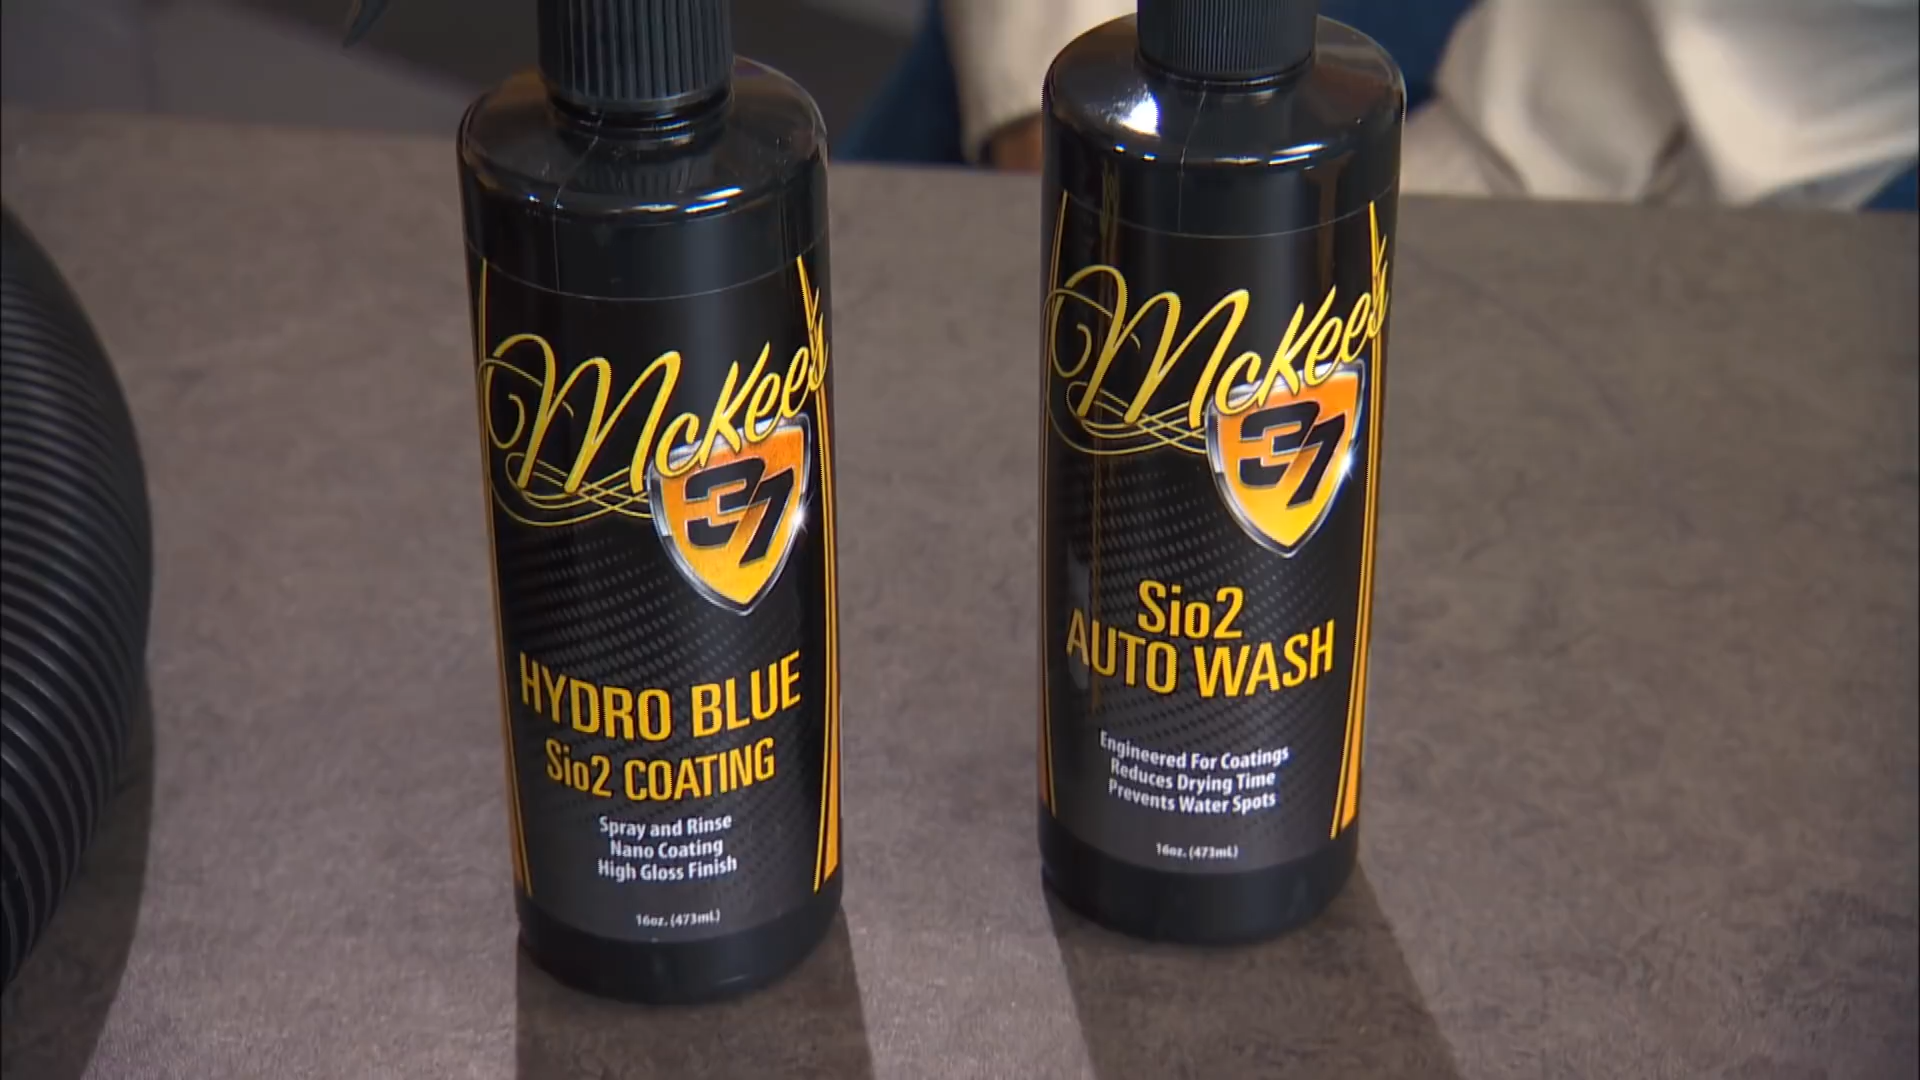 McKee's
37
HYDRO BLUE
Sio2 COATING
Spray and Rinse
Nano Coating
High Gloss Finish
16oz. (473mL)
McKee's
37
Sio2
AUTO WASH
Engineered For Coatings
Reduces Drying Time
Prevents Water Spots
16oz. (473mL)